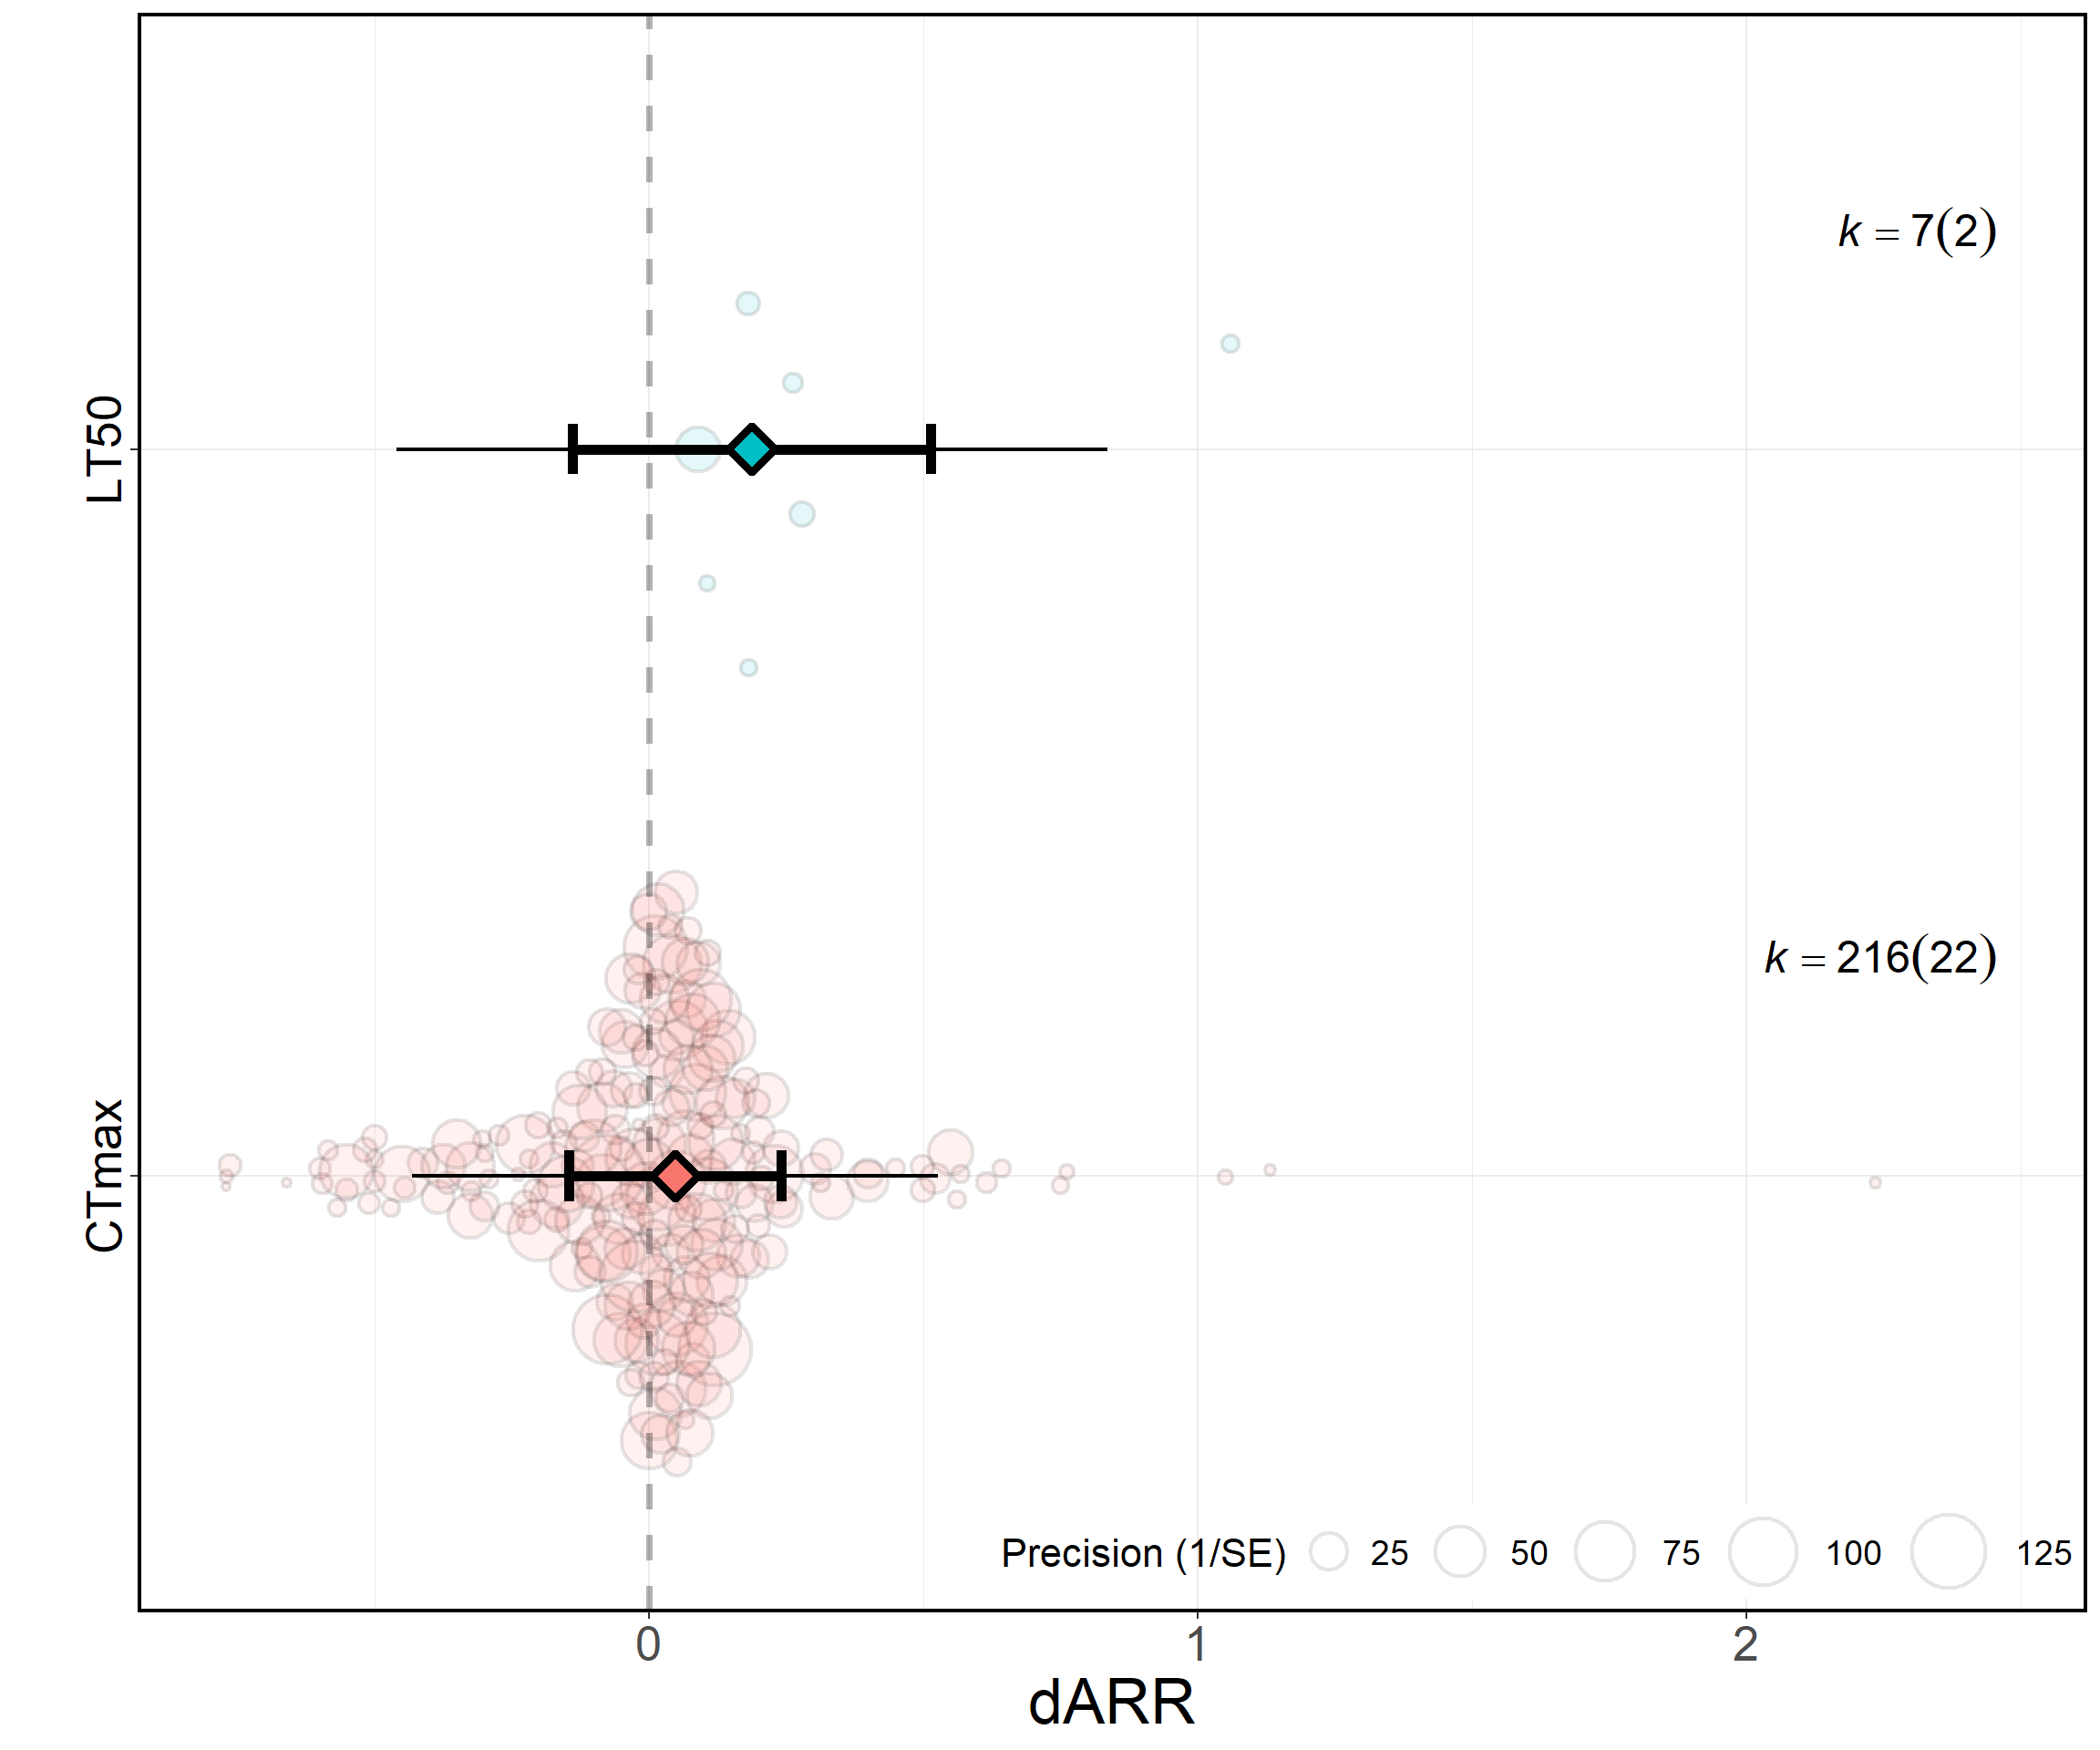 k = 7(2)
LT50
k = 216(22)
CTmax
Precision (1/SE) 25 50 75 100 125
0 1 2
dARR